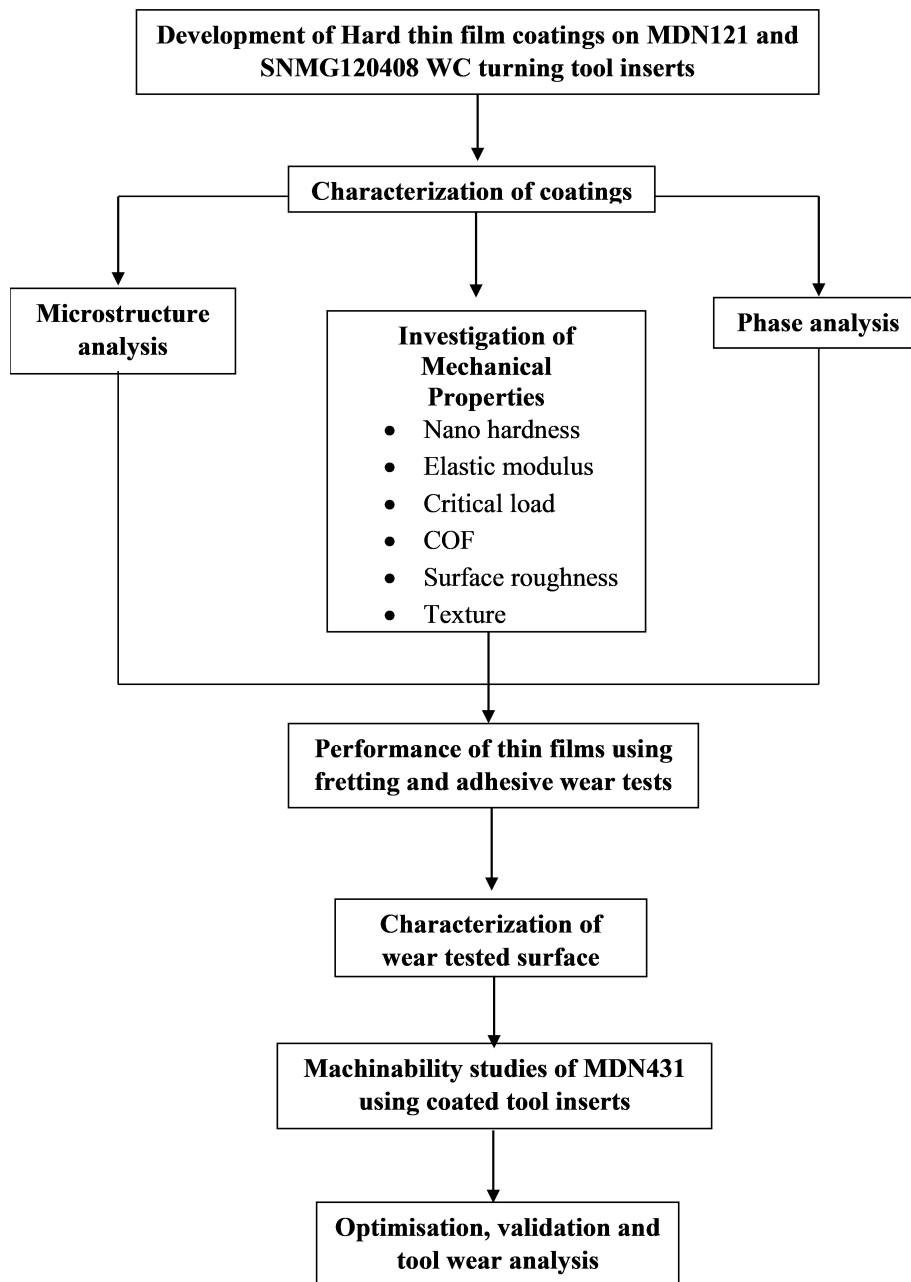 Development of Hard thin film coatings on MDN121 and
SNMG120408 WC turning tool inserts
Characterization of coatings
Microstructure
analysis
Investigation of
Mechanical
Properties
• Nano hardness
• Elastic modulus
• Critical load
• COF
• Surface roughness
• Texture
Phase analysis
Performance of thin films using
fretting and adhesive wear tests
Characterization of
wear tested surface
Machinability studies of MDN431
using coated tool inserts
Optimisation, validation and
tool wear analysis